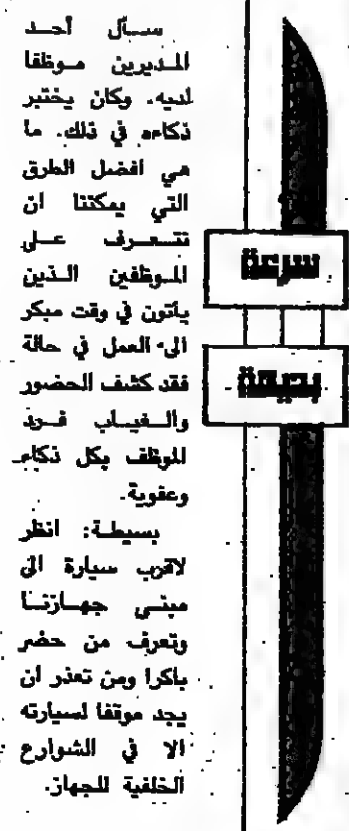 سرعة
بديهة
سأل أحد
المديرين موظفا
لديه. وكان يختبر
ذكاءه في ذلك. ما
هي افضل الطرق
التي يمكننا ان
نتعرف على
الموظفين الذين
يأتون في وقت مبكر
الى العمل في حالة
فقد كشف الحضور
والغياب فرد
الموظف بكل ذكاء
وعفوية.
بسيطة: انظر
لاقرب سيارة الى
مبنى جهازنا
وتعرف من حضر
باكرا ومن تعذر ان
يجد موقفا لسيارته
الا في الشوارع
الخلفية للجهاز.